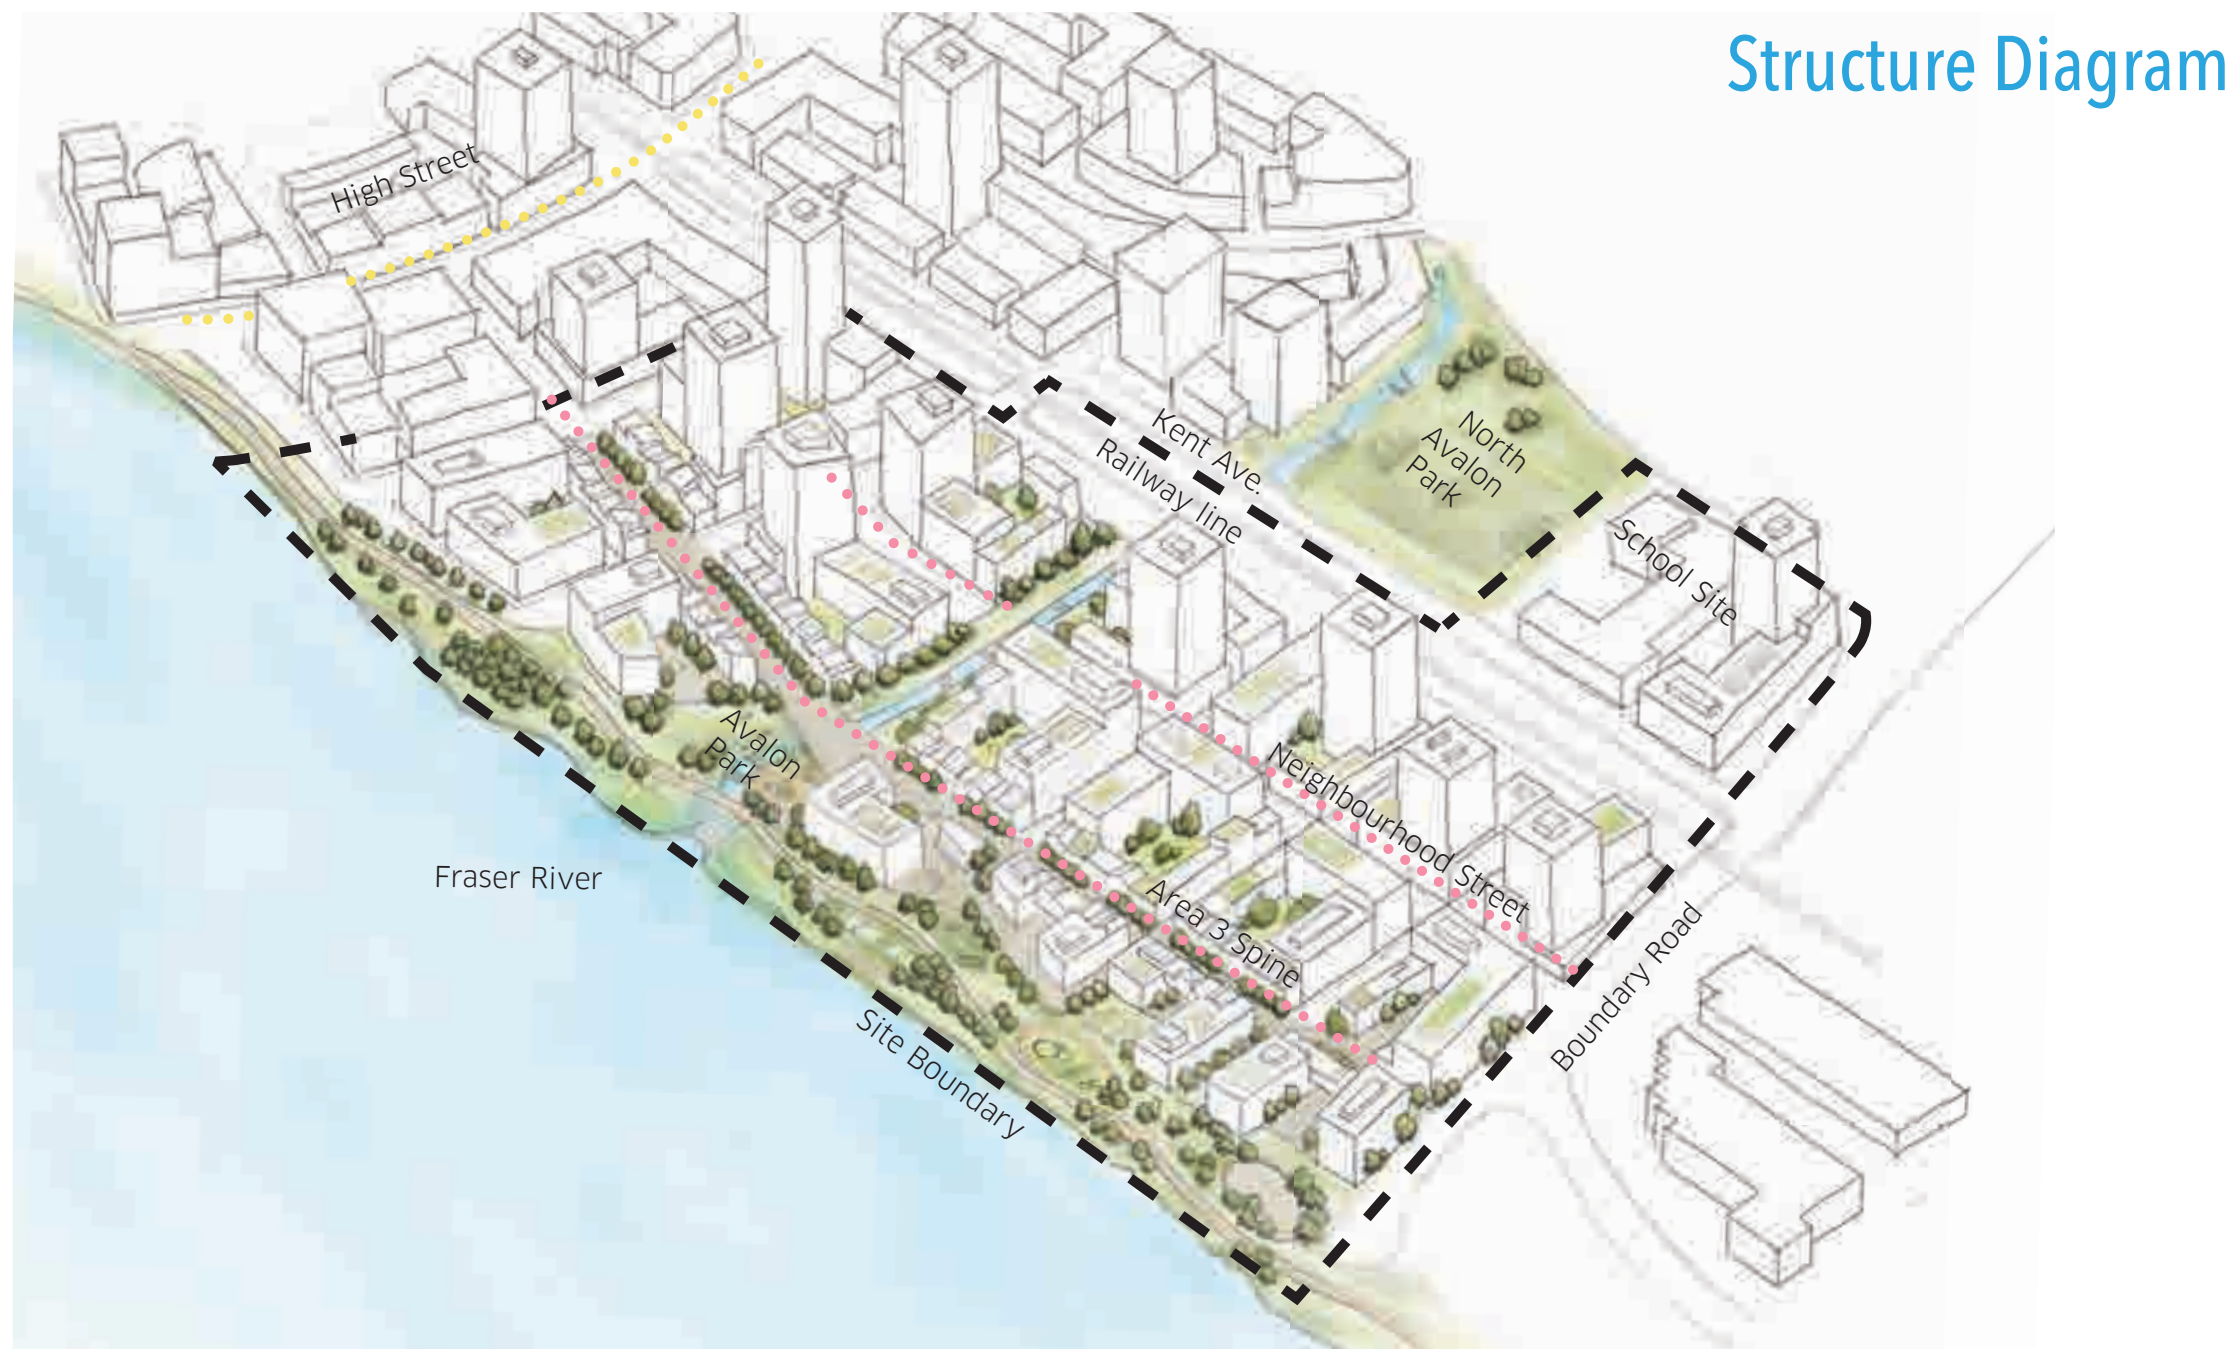 Structure Diagram
High Street
Kent Ave.
Railway line
North
Avalon
Park
School Site
Avalon
Park
Neighbourhood Street
Area 3 Spine
Fraser River
Boundary Road
Site Boundary